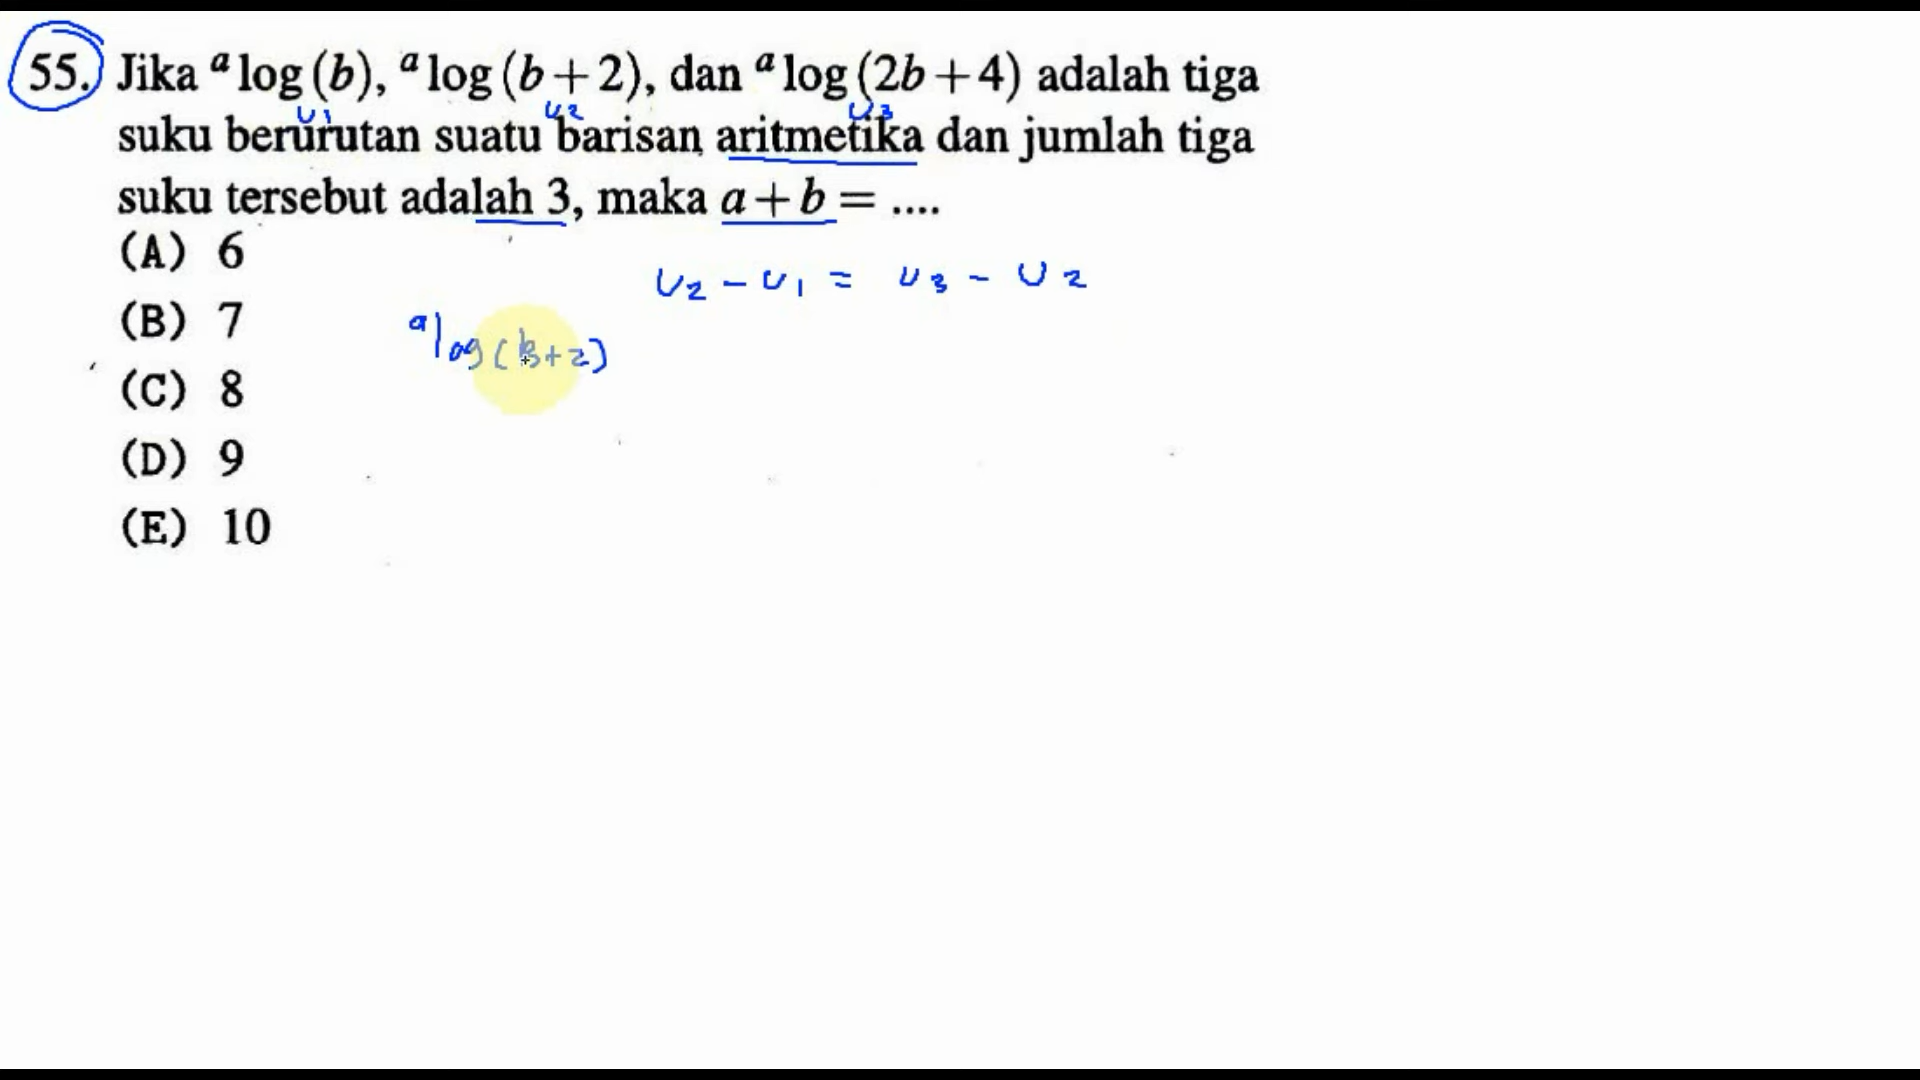 55. Jika ᵃlog (b), ᵃlog (b + 2), dan ᵃlog (2b + 4) adalah tiga
U1 U2 U3
suku berurutan suatu barisan aritmetika dan jumlah tiga
suku tersebut adalah 3, maka a + b = ....
(A) 6
U2 - U1 = U3 - U2
(B) 7
ᵃlog (b+2)
(C) 8
(D) 9
(E) 10